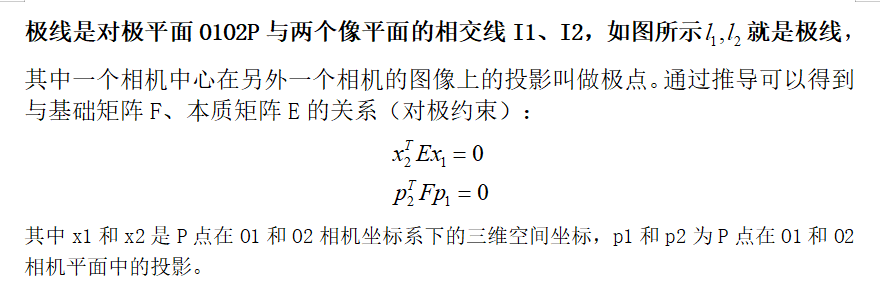 极线是对极平面 O1O2P 与两个像平面的相交线 I1、I2，如图所示 l₁,l₂ 就是极线，
其中一个相机中心在另外一个相机的图像上的投影叫做极点。通过推导可以得到
与基础矩阵 F、本质矩阵 E 的关系（对极约束）：
x₂ᵀEx₁ = 0
p₂ᵀFp₁ = 0
其中 x1 和 x2 是 P 点在 O1 和 O2 相机坐标系下的三维空间坐标，p1 和 p2 为 P 点在 O1 和 O2
相机平面中的投影。